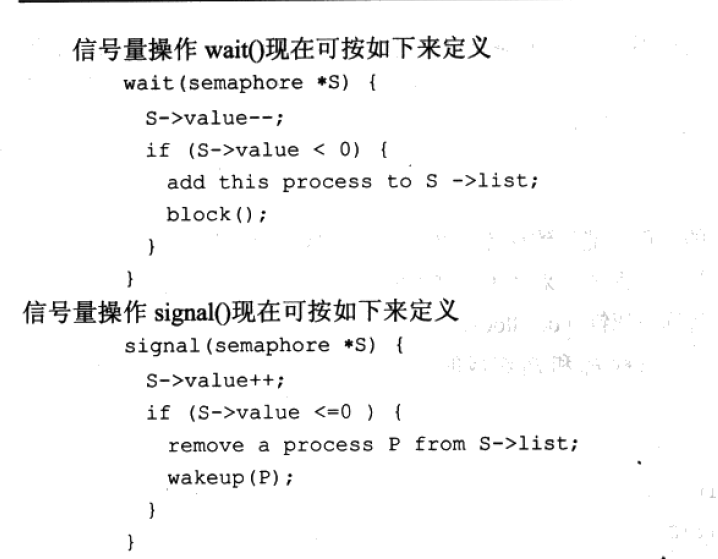 信号量操作 wait()现在可按如下来定义
wait(semaphore *S) {
S->value--;
if (S->value < 0) {
add this process to S ->list;
block();
}
}
信号量操作 signal()现在可按如下来定义
signal(semaphore *S) {
S->value++;
if (S->value <=0 ) {
remove a process P from S->list;
wakeup(P);
}
}